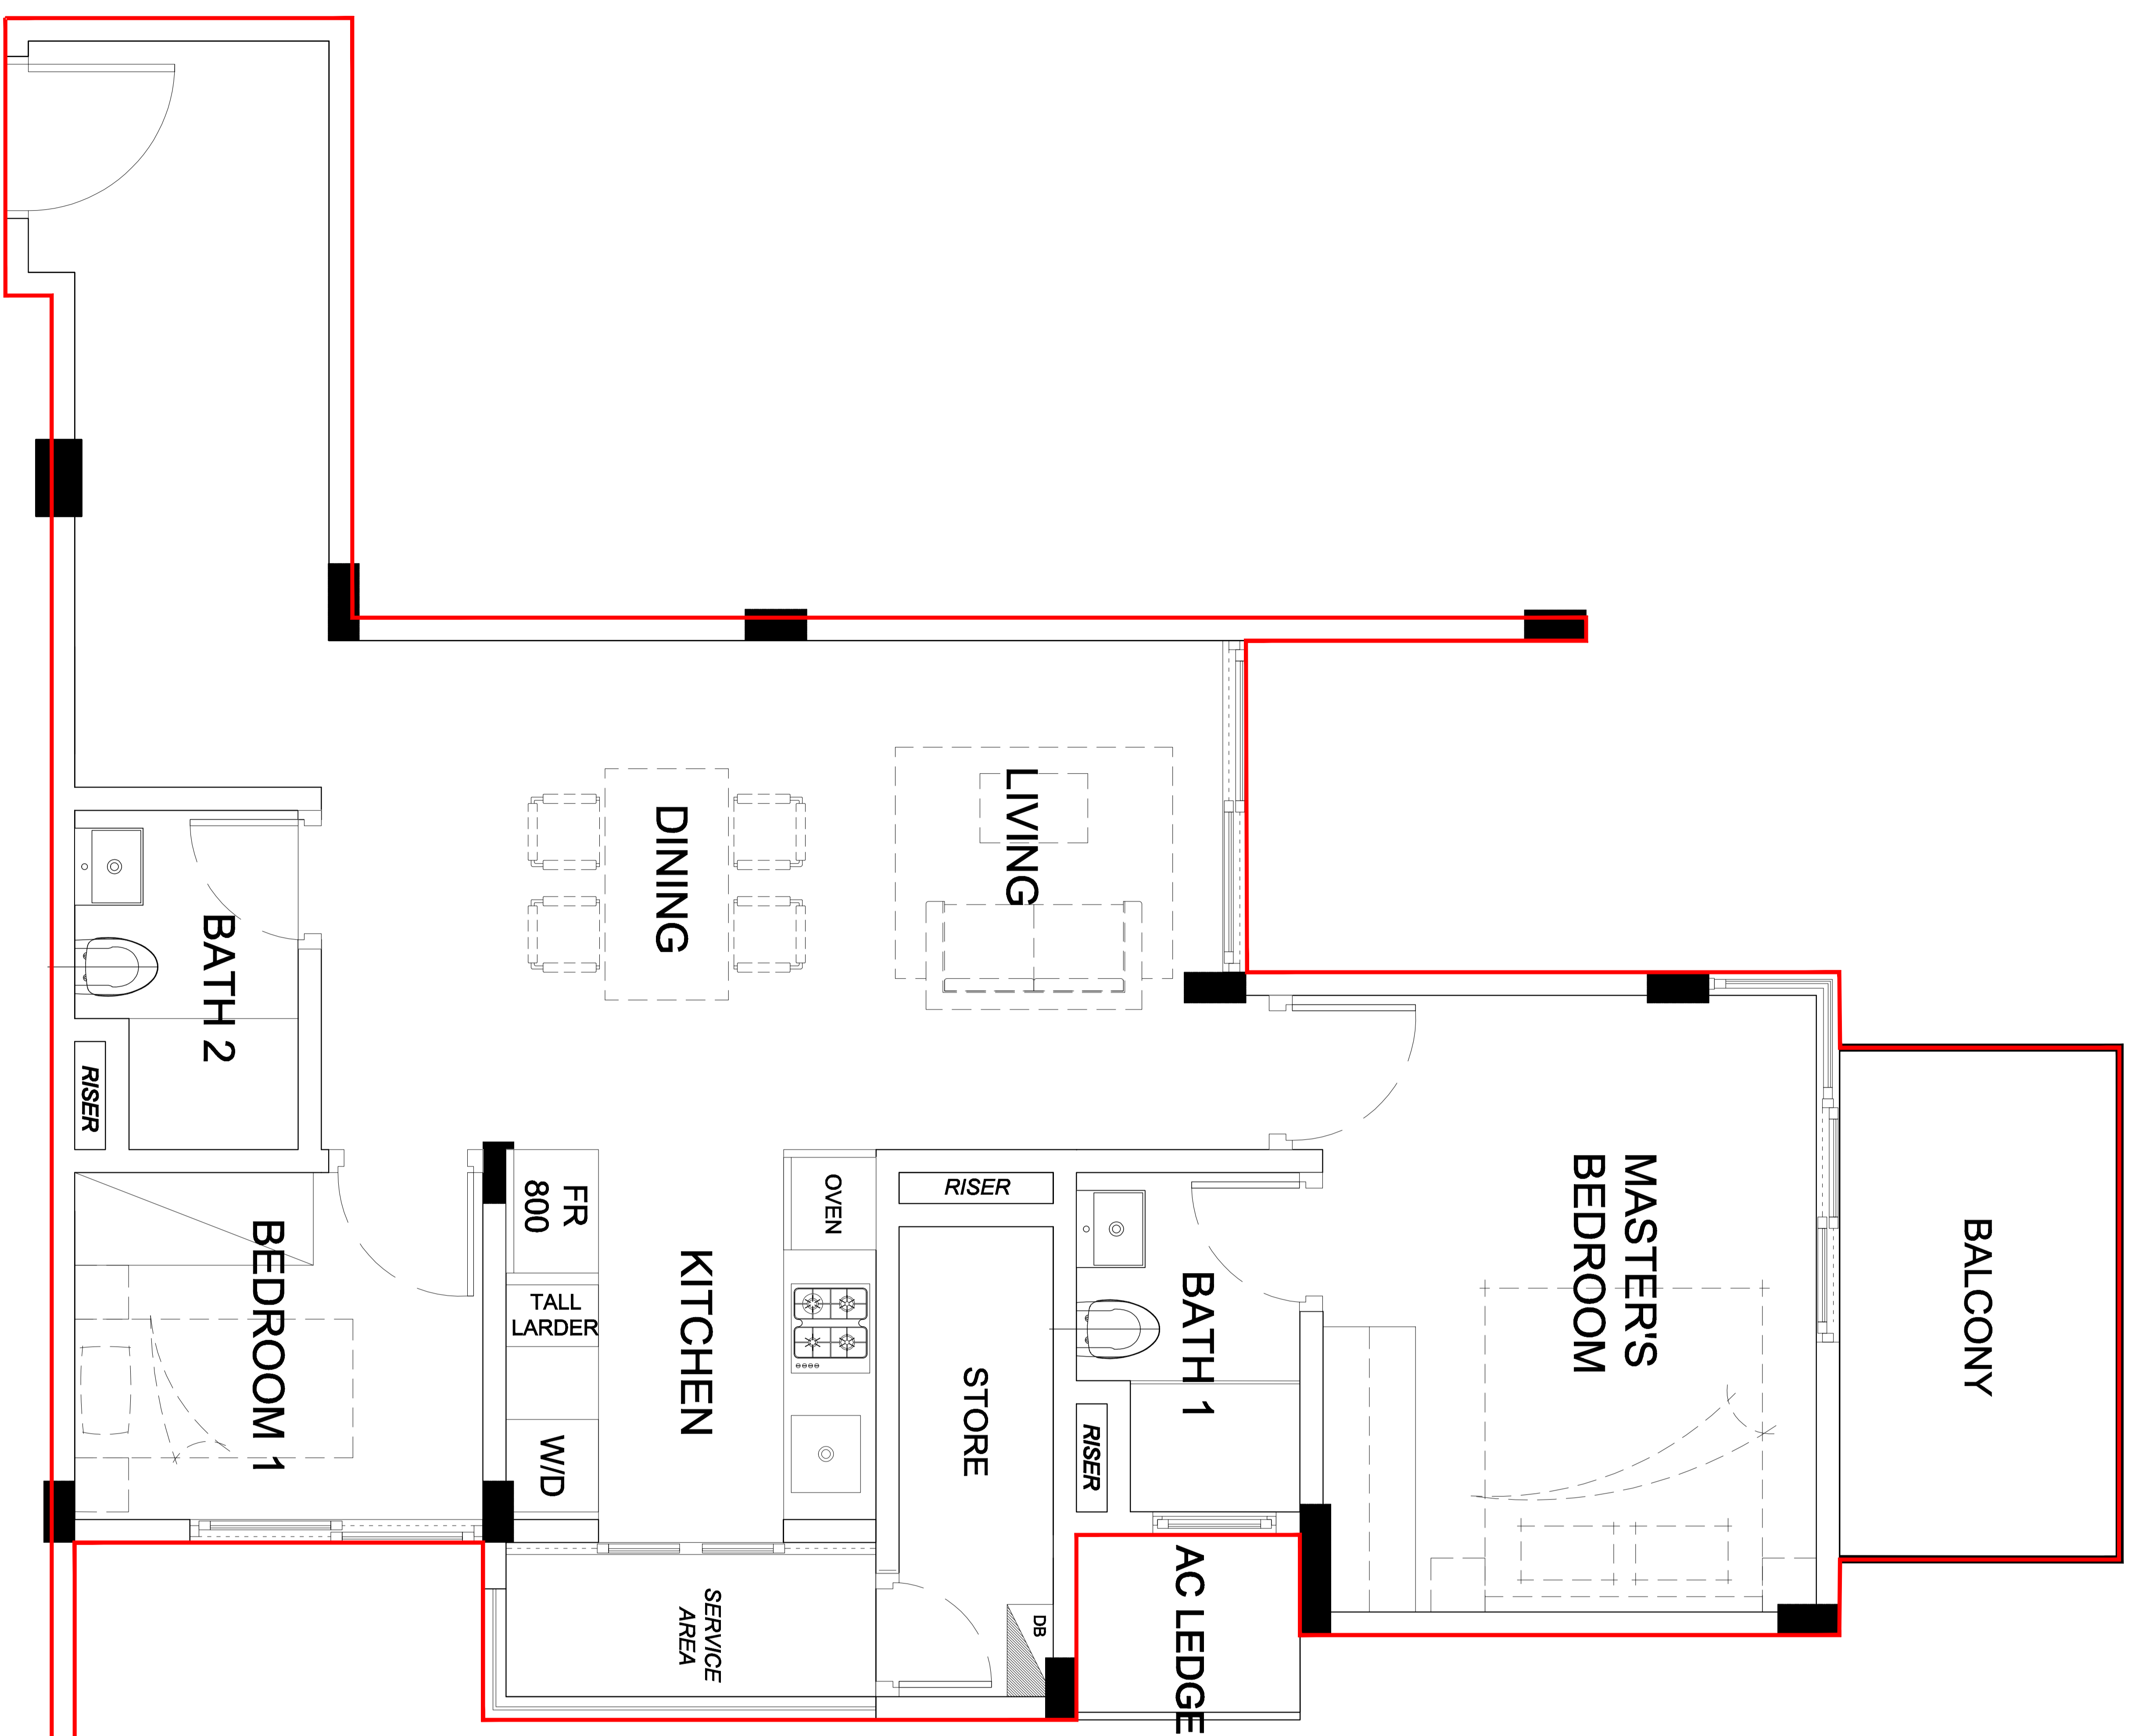 LIVING
DINING
BATH 2
RISER
BEDROOM 1
FR
800
TALL
LARDER
W/D
KITCHEN
OVEN
RISER
STORE
DB
SERVICE
AREA
BATH 1
RISER
AC LEDGE
MASTER'S
BEDROOM
BALCONY